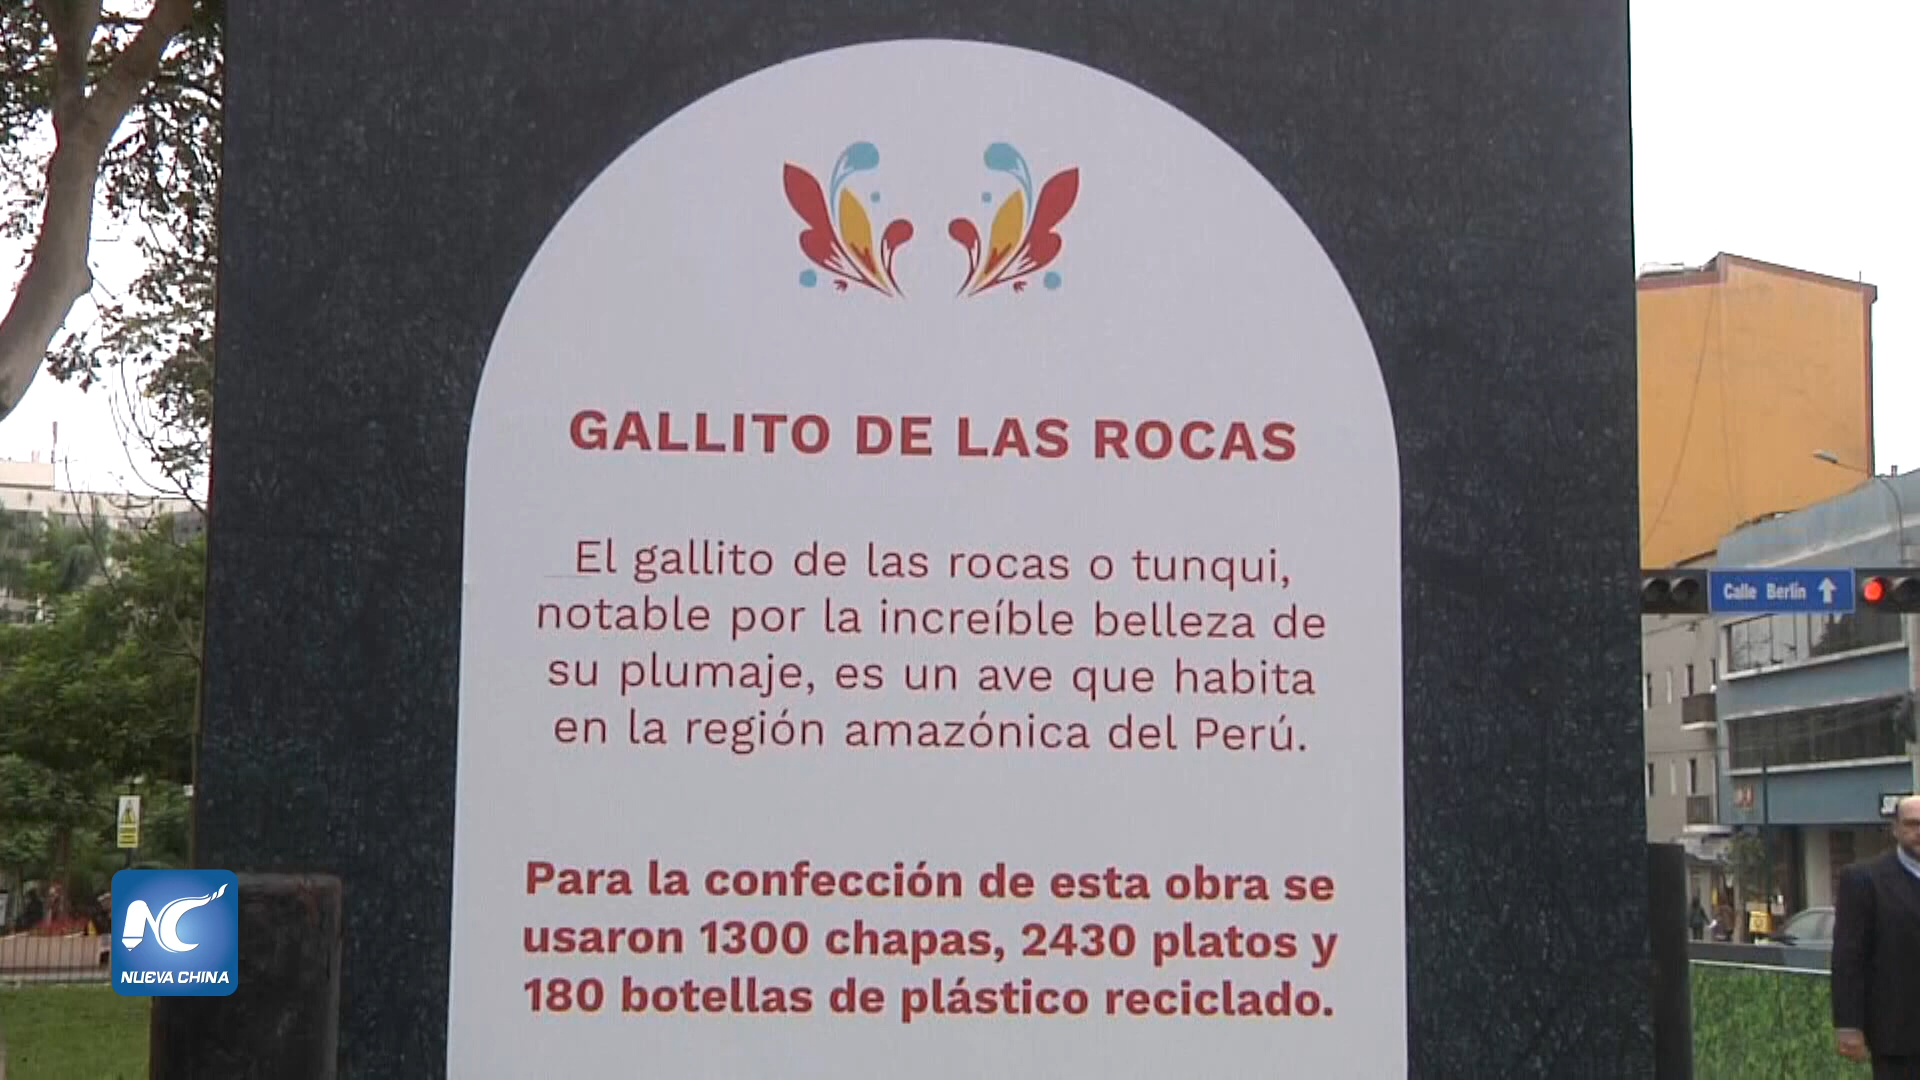 GALLITO DE LAS ROCAS
El gallito de las rocas o tunqui,
notable por la increíble belleza de
su plumaje, es un ave que habita
en la región amazónica del Perú.
Para la confección de esta obra se
usaron 1300 chapas, 2430 platos y
180 botellas de plástico reciclado.
Calle Berlín
NC
NUEVA CHINA